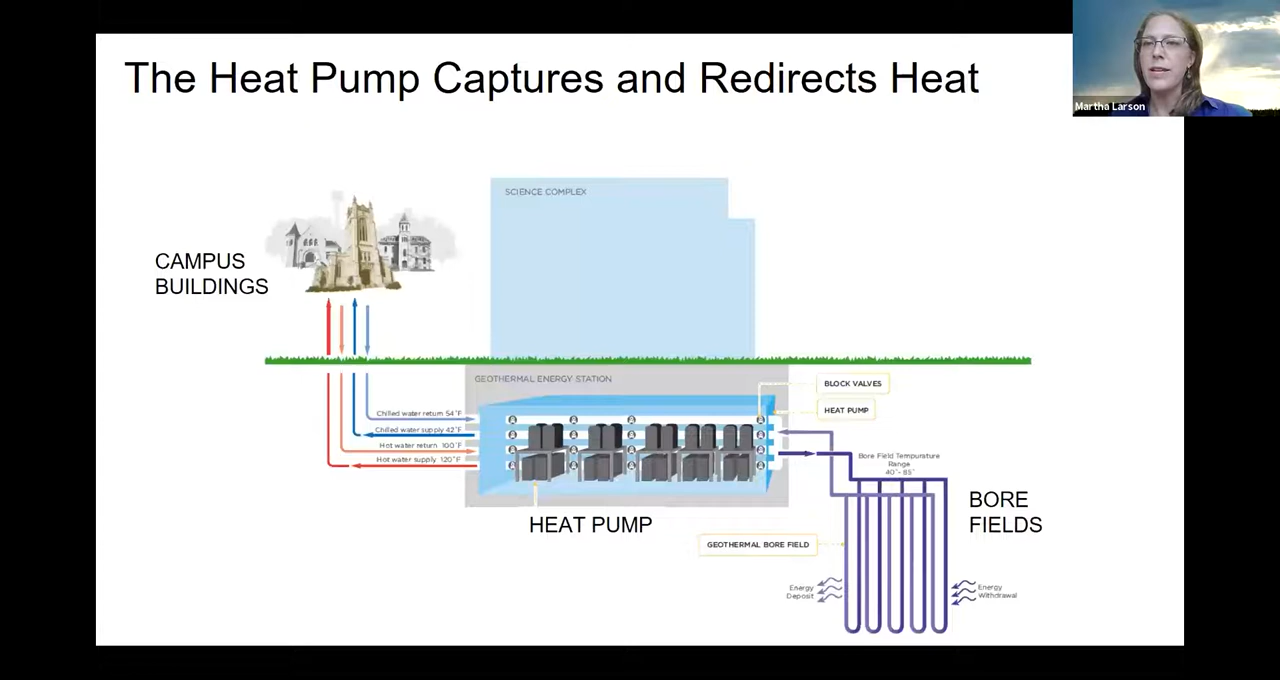 The Heat Pump Captures and Redirects Heat
Martha Larson
SCIENCE COMPLEX
CAMPUS
BUILDINGS
GEOTHERMAL ENERGY STATION
BLOCK VALVES
HEAT PUMP
Chilled water return 54°F
Chilled water supply 42°F
Hot water return 100°F
Hot water supply 120°F
Bore Field Tempurature
Range
40°- 85°
HEAT PUMP
BORE
FIELDS
GEOTHERMAL BORE FIELD
Energy
Deposit
Energy
Withdrawal